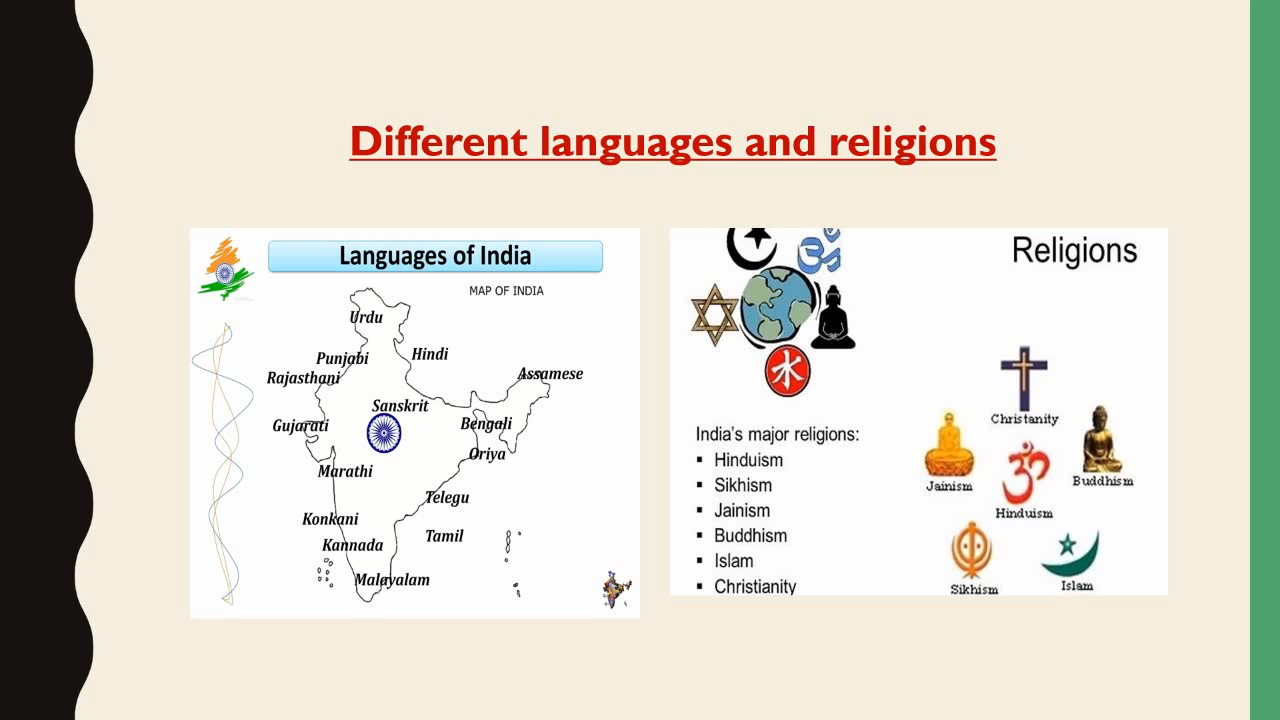 Different languages and religions
Languages of India
MAP OF INDIA
Urdu
Punjabi
Hindi
Rajasthani
Assamese
Sanskrit
Gujarati
Bengali
Oriya
Marathi
Telegu
Konkani
Tamil
Kannada
Malayalam
Religions
India's major religions:
▪ Hinduism
▪ Sikhism
▪ Jainism
▪ Buddhism
▪ Islam
▪ Christianity
Christanity
Jainism
Buddhism
Hinduism
Sikhism
Islam